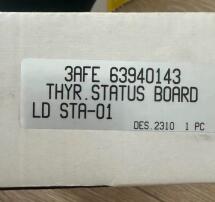 3AFE 63940143
THYR.STATUS BOARD
LD STA-01
DES.2310 1 PC